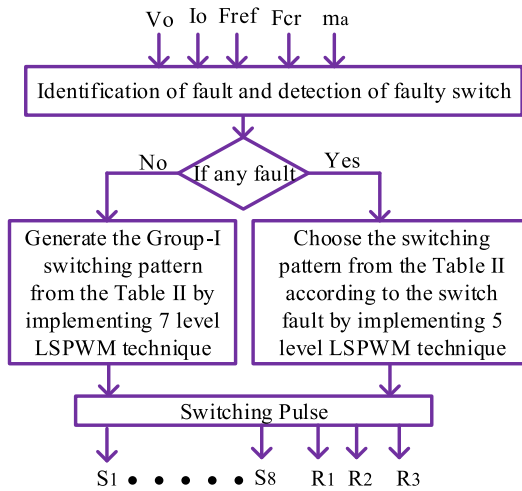 Vo Io Fref Fcr ma
Identification of fault and detection of faulty switch
No
If any fault
Yes
Generate the Group-I
switching pattern
from the Table II by
implementing 7 level
LSPWM technique
Choose the switching
pattern from the Table II
according to the switch
fault by implementing 5
level LSPWM technique
Switching Pulse
S1 • • • • • S8 R1 R2 R3